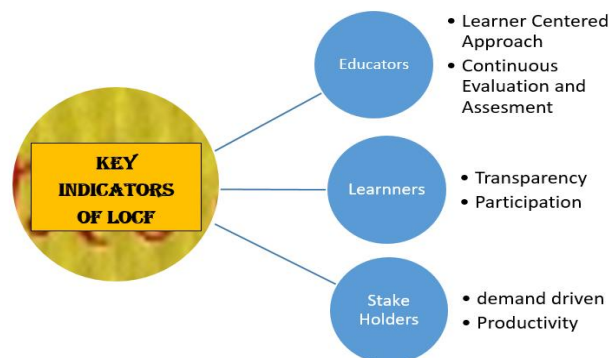 KEY
INDICATORS
OF LOCF
Educators
• Learner Centered
Approach
• Continuous
Evaluation and
Assesment
Learnners
• Transparency
• Participation
Stake
Holders
• demand driven
• Productivity